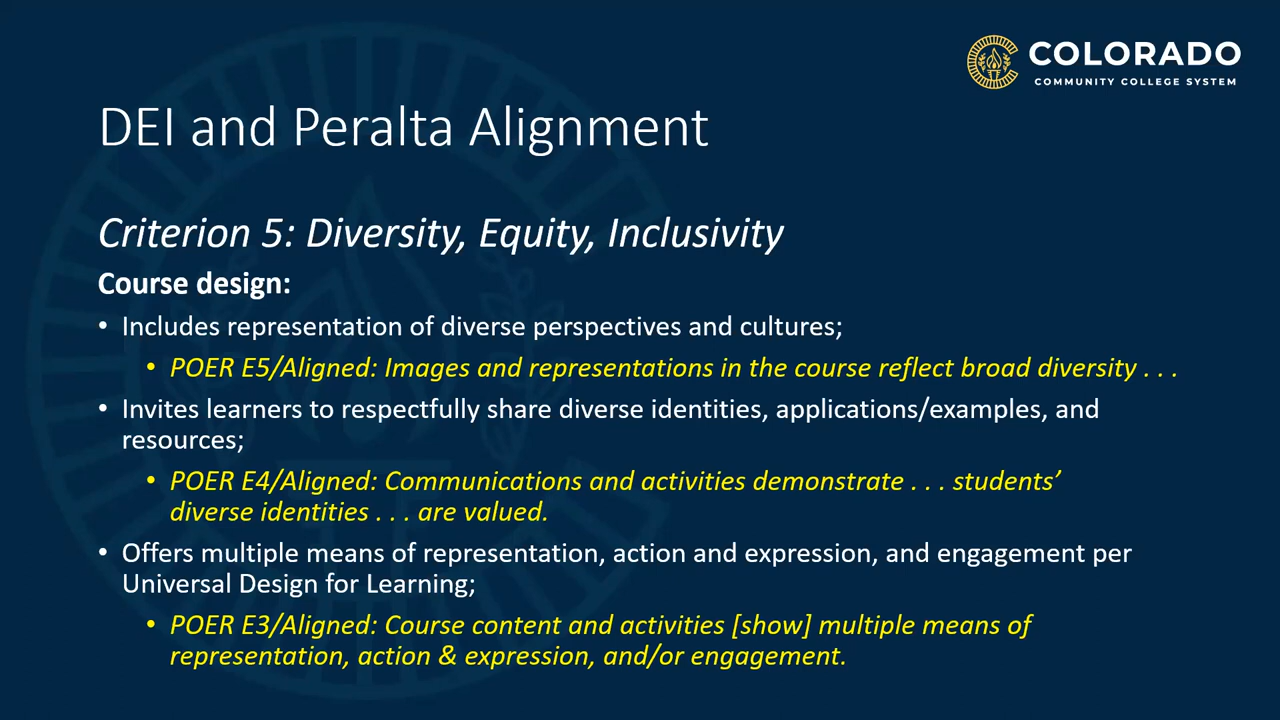 COLORADO
COMMUNITY COLLEGE SYSTEM
DEI and Peralta Alignment
Criterion 5: Diversity, Equity, Inclusivity
Course design:
• Includes representation of diverse perspectives and cultures;
• POER E5/Aligned: Images and representations in the course reflect broad diversity . . .
• Invites learners to respectfully share diverse identities, applications/examples, and
resources;
• POER E4/Aligned: Communications and activities demonstrate . . . students’
diverse identities . . . are valued.
• Offers multiple means of representation, action and expression, and engagement per
Universal Design for Learning;
• POER E3/Aligned: Course content and activities [show] multiple means of
representation, action & expression, and/or engagement.